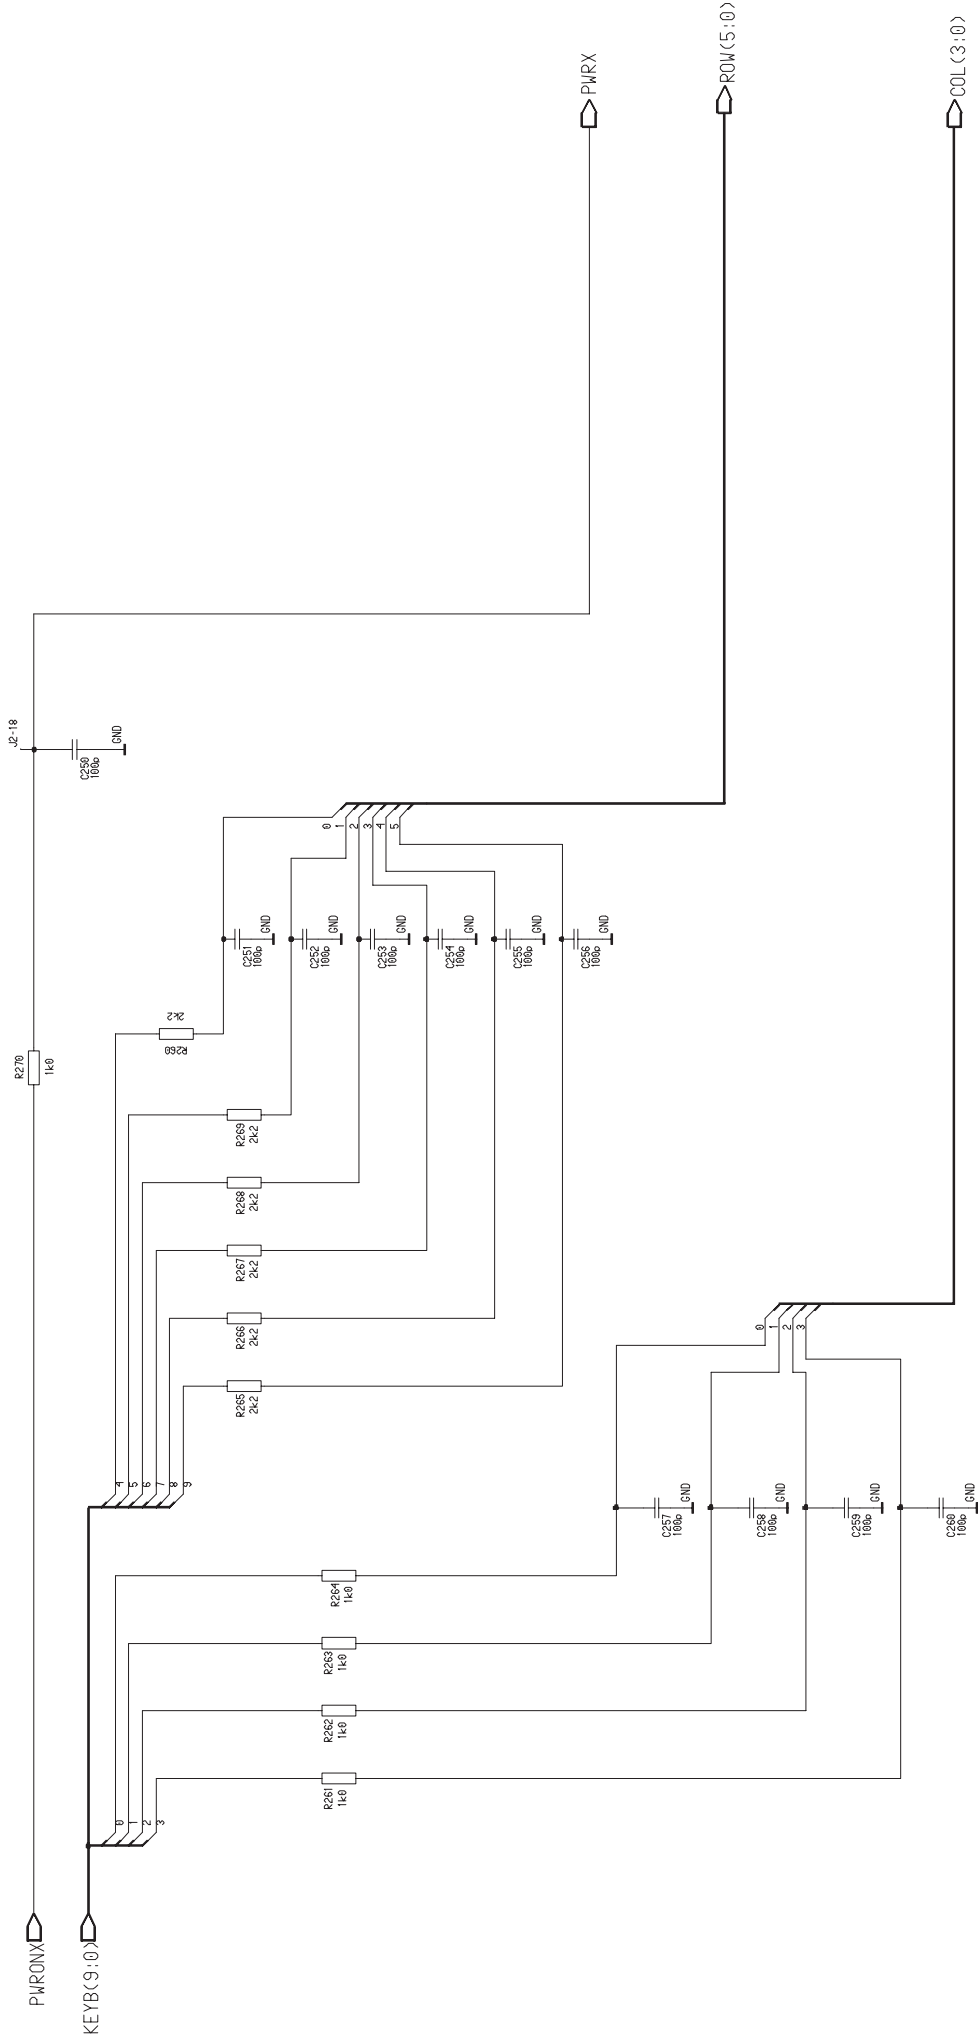 PWRONX
KEYB(9:0)
R270
1k0
J2-18
C250
100p
GND
PWRX
ROW(5:0)
COL(3:0)
4
5
6
7
8
9
R260
2k2
R269
2k2
R268
2k2
R267
2k2
R266
2k2
R265
2k2
C251
100p
GND
C252
100p
GND
C253
100p
GND
C254
100p
GND
C255
100p
GND
C256
100p
GND
0
1
2
3
4
5
0
1
2
3
R264
1k0
R263
1k0
R262
1k0
R261
1k0
C257
100p
GND
C258
100p
GND
C259
100p
GND
C260
100p
GND
0
1
2
3